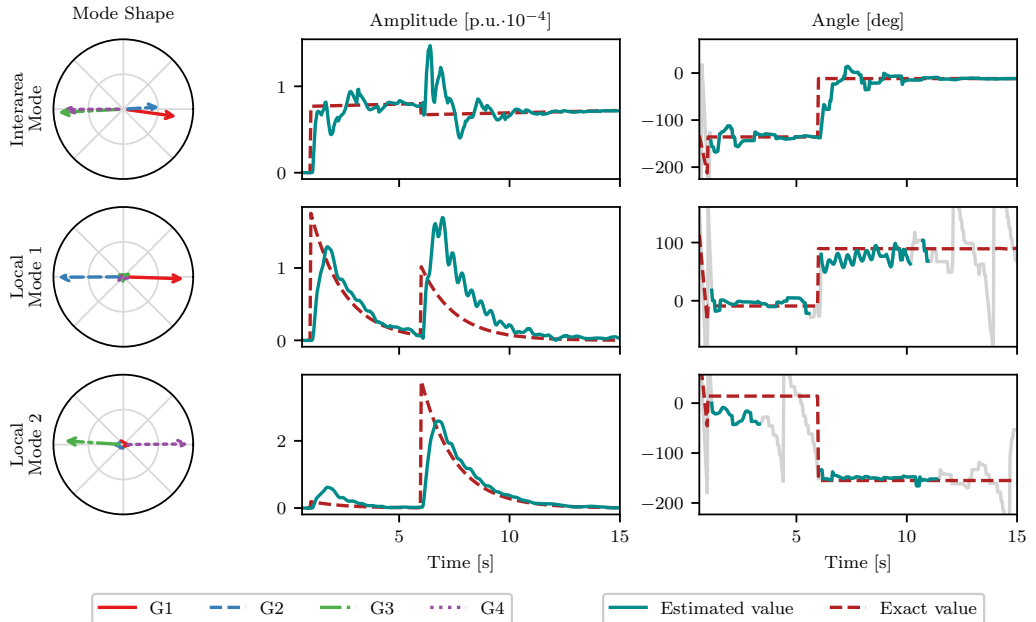 Mode Shape
Amplitude [p.u.·10⁻⁴]
Angle [deg]
Interarea
Mode
1
0
0
−100
−200
Local
Mode 1
1
0
100
0
Local
Mode 2
2
0
0
−100
−200
5
10
15
5
10
15
Time [s]
Time [s]
G1
G2
G3
G4
Estimated value
Exact value